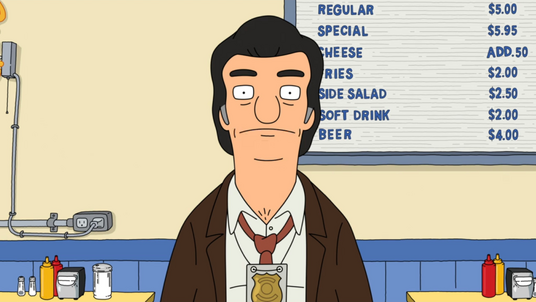 REGULAR $5.00
SPECIAL $5.95
CHEESE ADD .50
FRIES $2.00
SIDE SALAD $2.50
SOFT DRINK $2.00
BEER $4.00